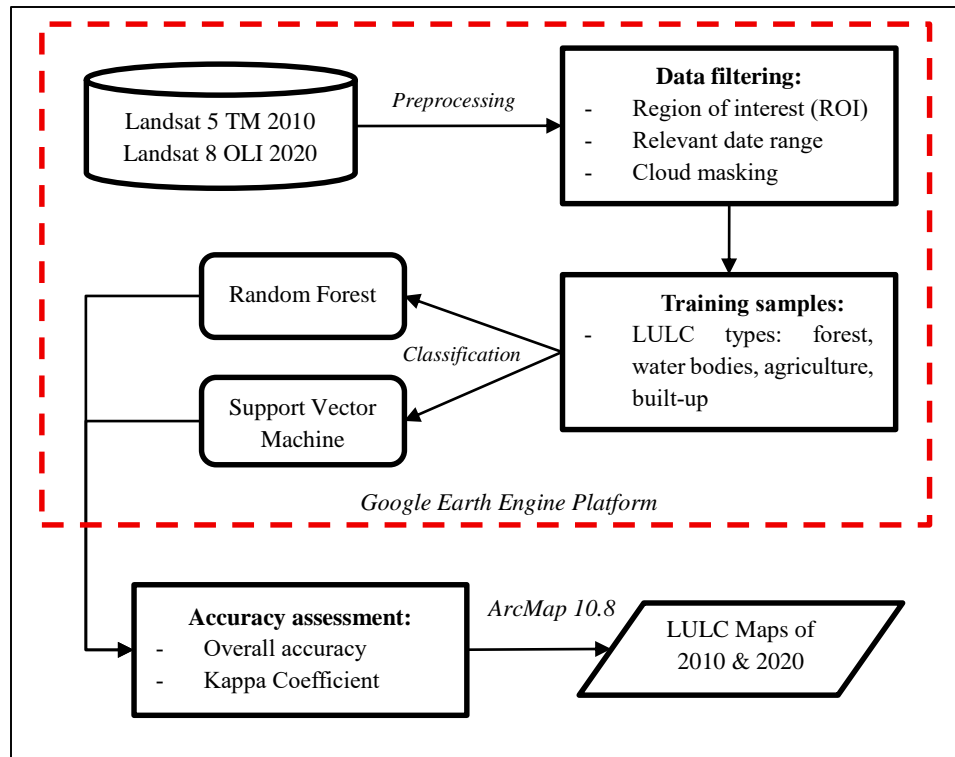 Landsat 5 TM 2010
Landsat 8 OLI 2020
Preprocessing
Data filtering:
- Region of interest (ROI)
- Relevant date range
- Cloud masking
Random Forest
Classification
Support Vector
Machine
Training samples:
- LULC types: forest,
water bodies, agriculture,
built-up
Google Earth Engine Platform
Accuracy assessment:
- Overall accuracy
- Kappa Coefficient
ArcMap 10.8
LULC Maps of
2010 & 2020